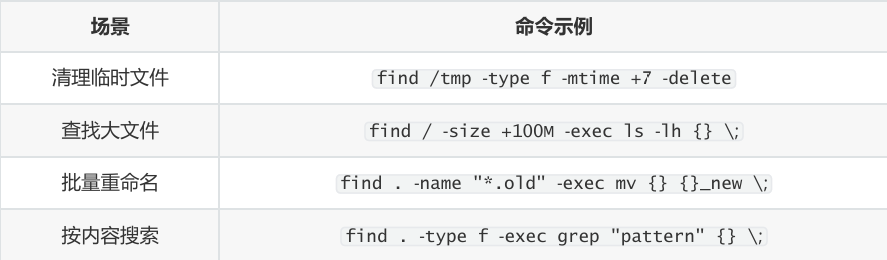 场景 命令示例
清理临时文件 find /tmp -type f -mtime +7 -delete
查找大文件 find / -size +100M -exec ls -lh {} \;
批量重命名 find . -name "*.old" -exec mv {} {}_new \;
按内容搜索 find . -type f -exec grep "pattern" {} \;